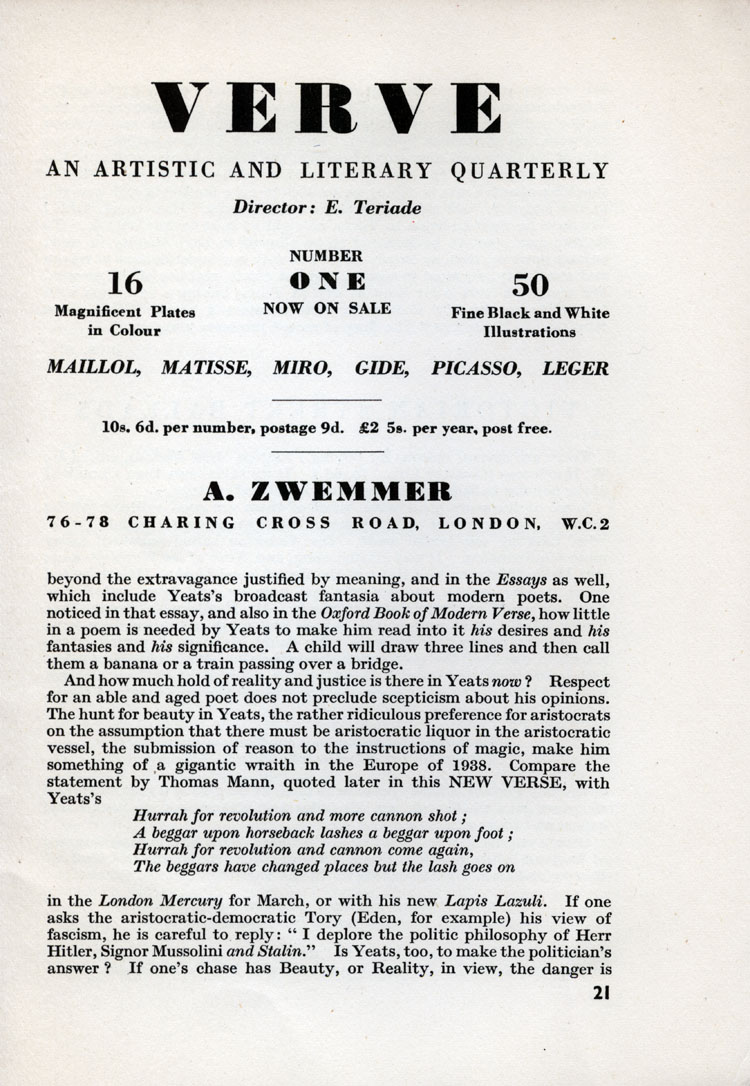 VERVE
AN ARTISTIC AND LITERARY QUARTERLY
Director: E. Teriade
16
Magnificent Plates
in Colour
NUMBER
ONE
NOW ON SALE
50
Fine Black and White
Illustrations
MAILLOL, MATISSE, MIRO, GIDE, PICASSO, LEGER
10s. 6d. per number, postage 9d. £2 5s. per year, post free.
A. ZWEMMER
76-78 CHARING CROSS ROAD, LONDON, W.C.2
beyond the extravagance justified by meaning, and in the Essays as well,
which include Yeats's broadcast fantasia about modern poets. One
noticed in that essay, and also in the Oxford Book of Modern Verse, how little
in a poem is needed by Yeats to make him read into it his desires and his
fantasies and his significance. A child will draw three lines and then call
them a banana or a train passing over a bridge.
And how much hold of reality and justice is there in Yeats now? Respect
for an able and aged poet does not preclude scepticism about his opinions.
The hunt for beauty in Yeats, the rather ridiculous preference for aristocrats
on the assumption that there must be aristocratic liquor in the aristocratic
vessel, the submission of reason to the instructions of magic, make him
something of a gigantic wraith in the Europe of 1938. Compare the
statement by Thomas Mann, quoted later in this NEW VERSE, with
Yeats's
Hurrah for revolution and more cannon shot;
A beggar upon horseback lashes a beggar upon foot;
Hurrah for revolution and cannon come again,
The beggars have changed places but the lash goes on
in the London Mercury for March, or with his new Lapis Lazuli. If one
asks the aristocratic-democratic Tory (Eden, for example) his view of
fascism, he is careful to reply: "I deplore the politic philosophy of Herr
Hitler, Signor Mussolini and Stalin." Is Yeats, too, to make the politician's
answer? If one's chase has Beauty, or Reality, in view, the danger is
21